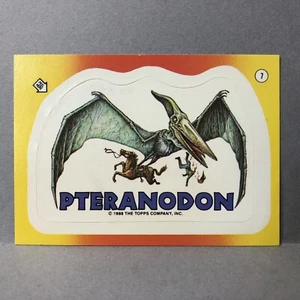 7
PTERANODON
© 1988 THE TOPPS COMPANY, INC.